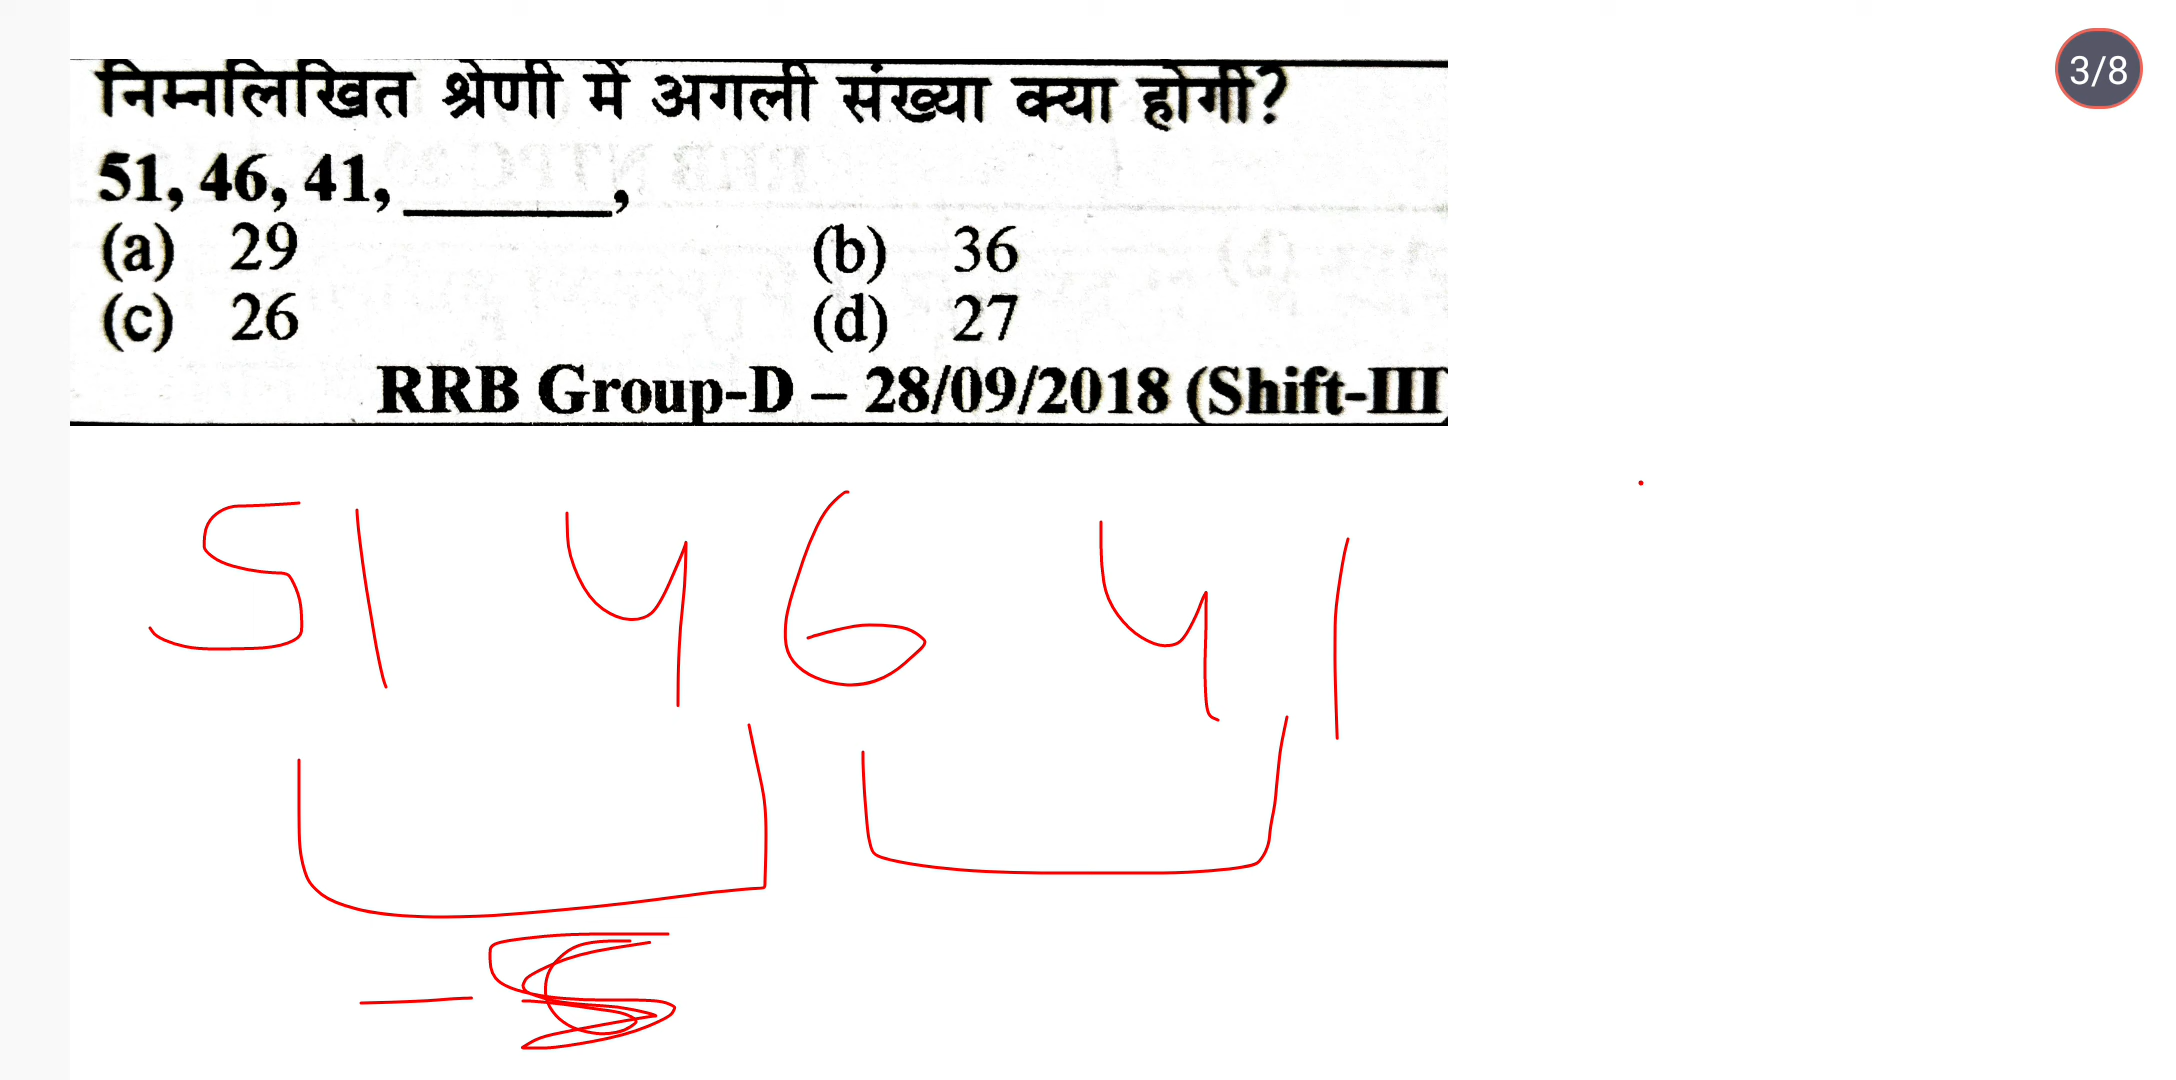 3/8
निम्नलिखित श्रेणी में अगली संख्या क्या होगी?
51, 46, 41, ______,
(a) 29 (b) 36
(c) 26 (d) 27
RRB Group-D – 28/09/2018 (Shift-III
51 46 41